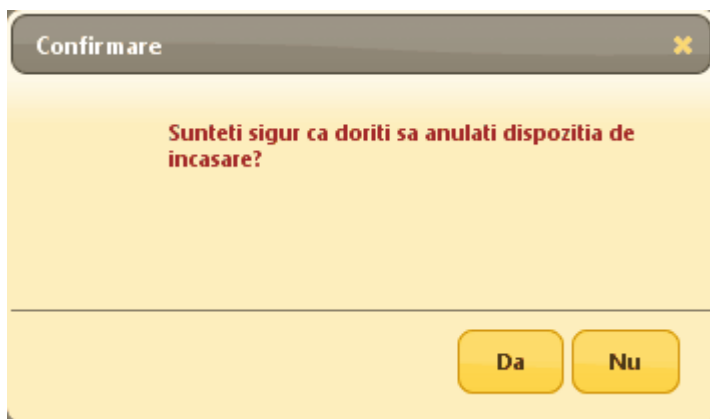 Confirmare
Sunteti sigur ca doriti sa anulati dispozitia de
incasare?
Da
Nu